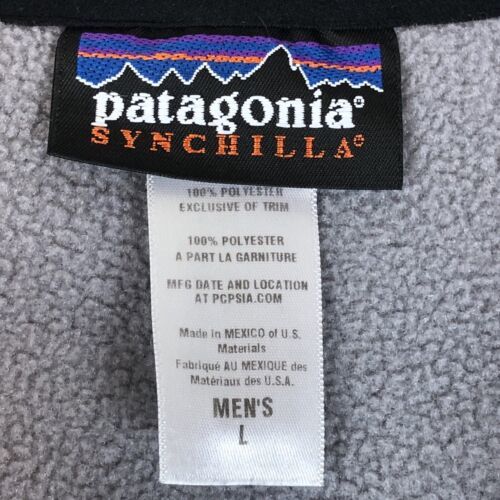 patagonia®
SYNCHILLA®
100% POLYESTER
EXCLUSIVE OF TRIM
100% POLYESTER
A PART LA GARNITURE
MFG DATE AND LOCATION
AT PCPSIA.COM
Made in MEXICO of U.S.
Materials
Fabriqué AU MEXIQUE des
Matériaux des U.S.A.
MEN'S
L